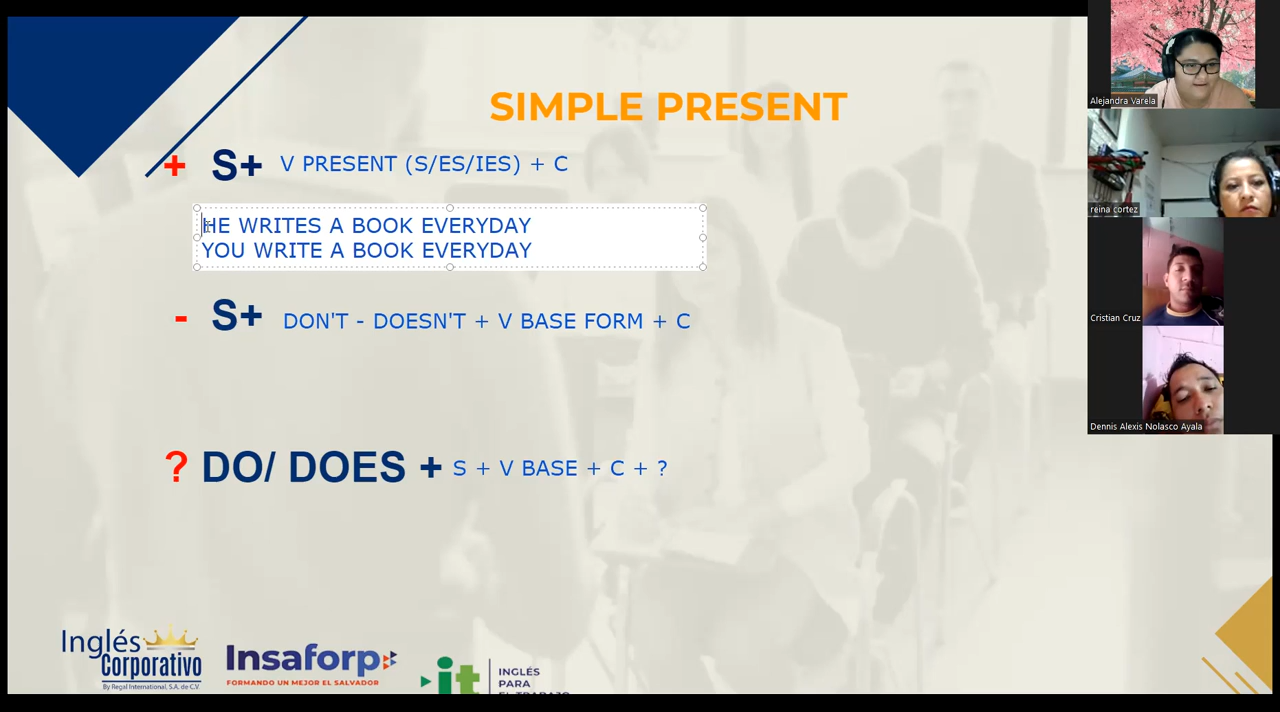 SIMPLE PRESENT
+ S+ V PRESENT (S/ES/IES) + C
HE WRITES A BOOK EVERYDAY
YOU WRITE A BOOK EVERYDAY
- S+ DON'T - DOESN'T + V BASE FORM + C
? DO/ DOES + S + V BASE + C + ?
Inglés
Corporativo
By Regal International, S.A. de C.V.
Insaforp
FORMANDO UN MEJOR EL SALVADOR
it
INGLÉS
PARA
EL TRABAJO
Alejandra Varela
reina cortez
Cristian Cruz
Dennis Alexis Nolasco Ayala